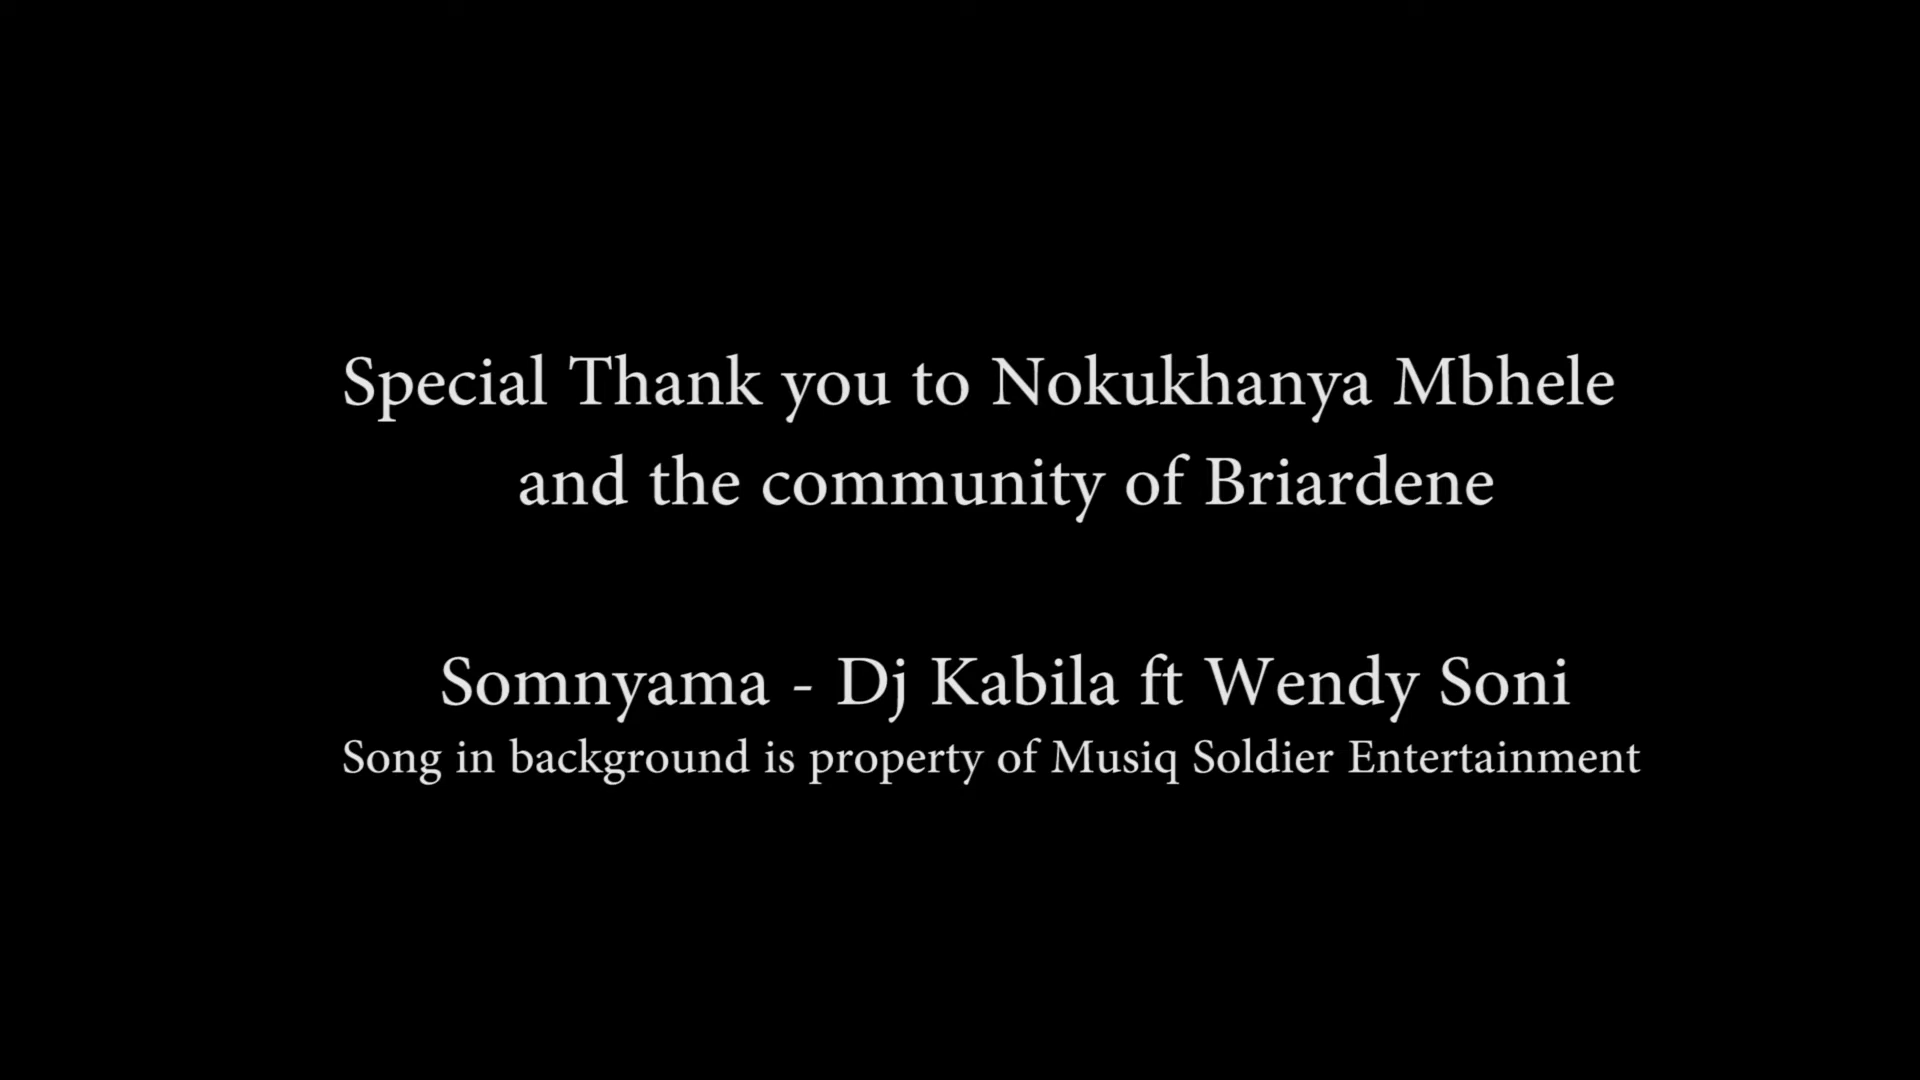 Special Thank you to Nokukhanya Mbhele
and the community of Briardene
Somnyama - Dj Kabila ft Wendy Soni
Song in background is property of Musiq Soldier Entertainment